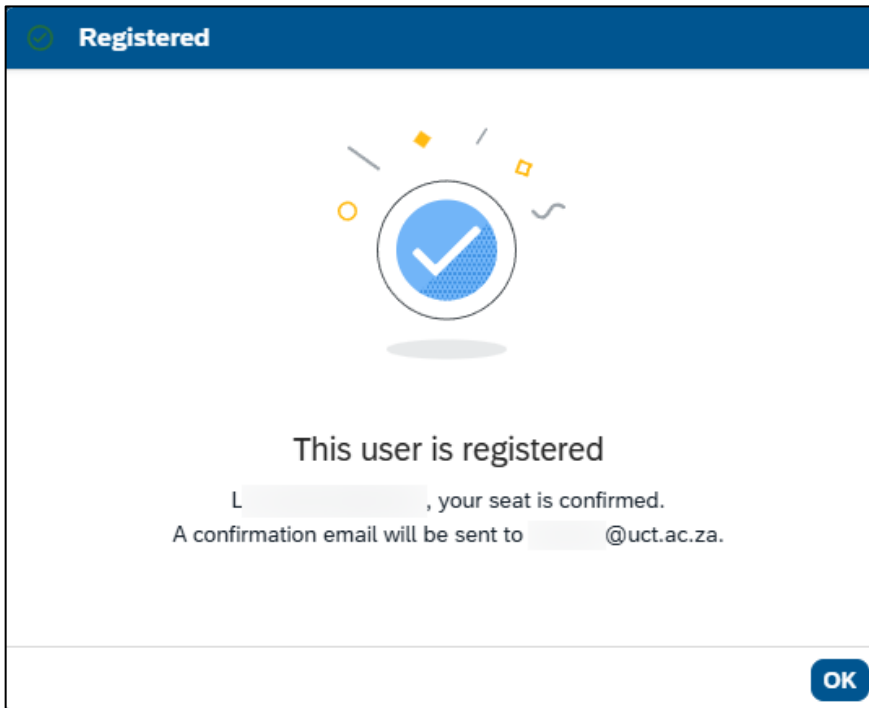 Registered
This user is registered
L , your seat is confirmed.
A confirmation email will be sent to @uct.ac.za.
OK